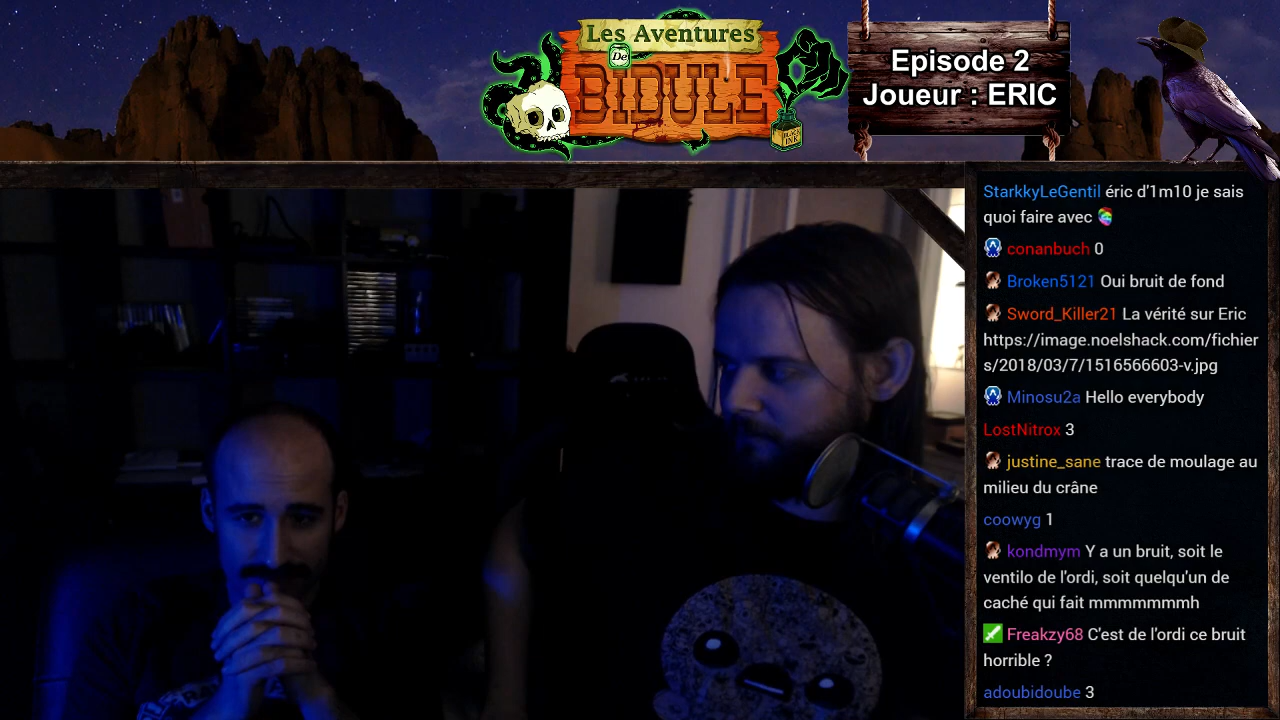 Les Aventures
De
BIDULE
BLACK
INK
Episode 2
Joueur : ERIC
StarkkyLeGentil éric d'1m10 je sais
quoi faire avec
conanbuch 0
Broken5121 Oui bruit de fond
Sword_Killer21 La vérité sur Eric
https://image.noelshack.com/fichier
s/2018/03/7/1516566603-v.jpg
Minosu2a Hello everybody
LostNitrox 3
justine_sane trace de moulage au
milieu du crâne
coowyg 1
kondmym Y a un bruit, soit le
ventilo de l'ordi, soit quelqu'un de
caché qui fait mmmmmmmh
Freakzy68 C'est de l'ordi ce bruit
horrible ?
adoubidoube 3